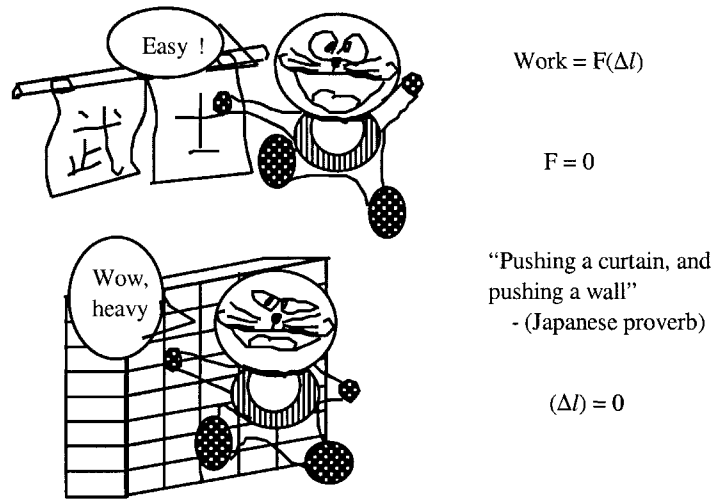 Easy !
武 士
Work = F(Δl)
F = 0
Wow,
heavy
“Pushing a curtain, and
pushing a wall”
- (Japanese proverb)
(Δl) = 0